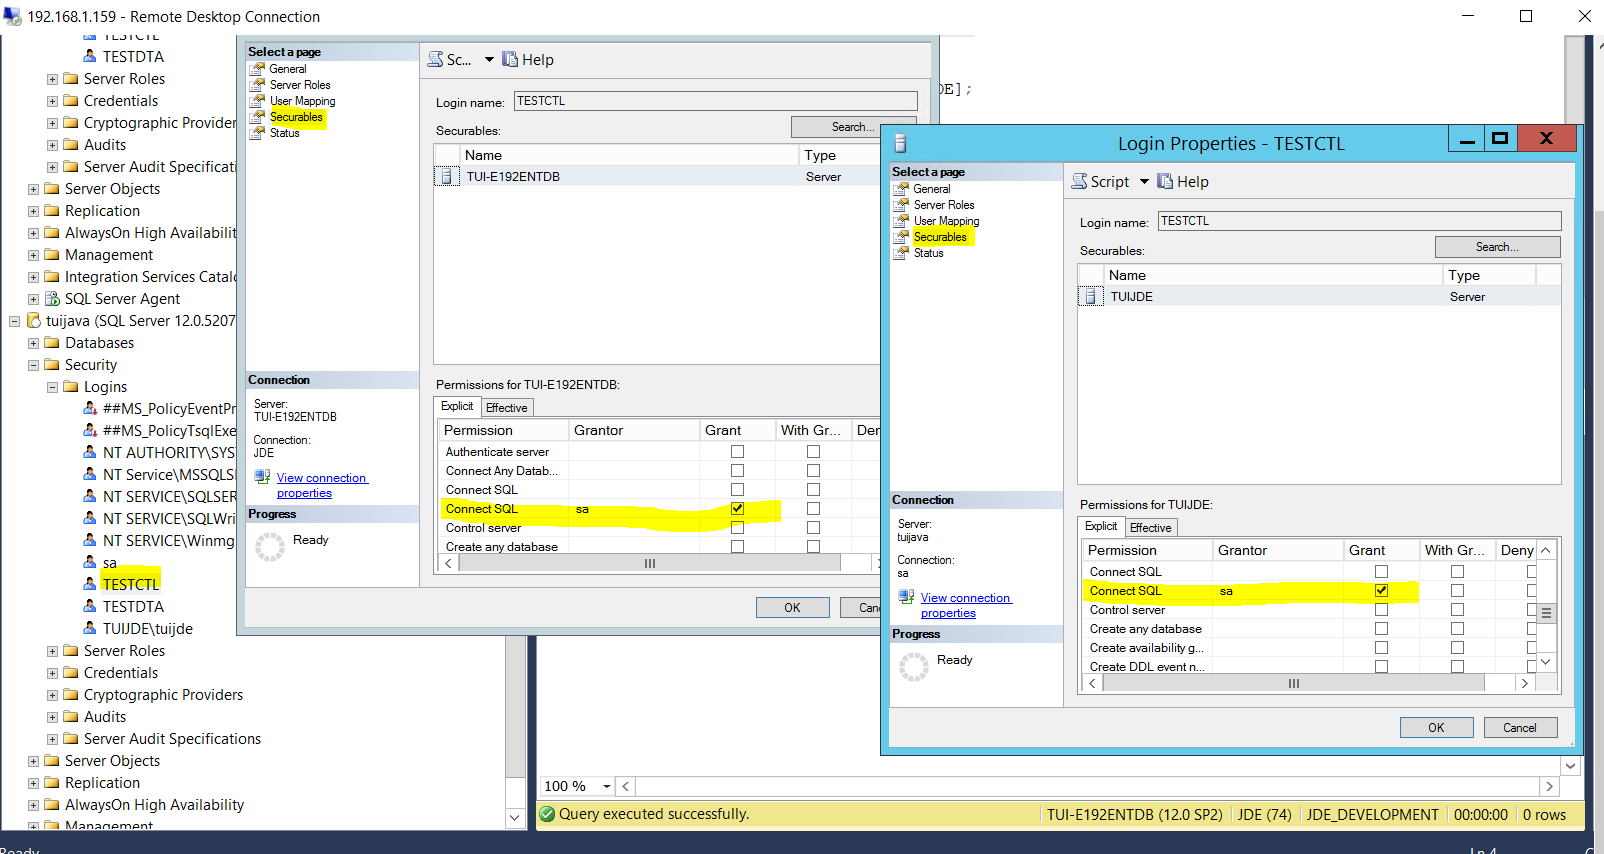 192.168.1.159 - Remote Desktop Connection
TESTCTL
TESTDTA
Server Roles
Credentials
Cryptographic Provider
Audits
Server Audit Specificati
Server Objects
Replication
AlwaysOn High Availabilit
Management
Integration Services Catalo
SQL Server Agent
tuijava (SQL Server 12.0.5207
Databases
Security
Logins
##MS_PolicyEventPr
##MS_PolicyTsqlExe
NT AUTHORITY\SYS
NT Service\MSSQLSE
NT SERVICE\SQLSER
NT SERVICE\SQLWri
NT SERVICE\Winmg
sa
TESTCTL
TESTDTA
TUIJDE\tuijde
Server Roles
Credentials
Cryptographic Providers
Audits
Server Audit Specifications
Server Objects
Replication
AlwaysOn High Availability
Management
Select a page
General
Server Roles
User Mapping
Securables
Status
Sc... Help
Login name: TESTCTL
Securables: Search...
Name Type
TUI-E192ENTDB Server
Connection
Server:
TUI-E192ENTDB
Connection:
JDE
View connection
properties
Progress
Ready
Permissions for TUI-E192ENTDB:
Explicit Effective
Permission Grantor Grant With Gr... Der
Authenticate server
Connect Any Datab...
Connect SQL
Connect SQL sa
Control server
Create any database
OK Canc
DE];
Login Properties - TESTCTL
Select a page
General
Server Roles
User Mapping
Securables
Status
Script Help
Login name: TESTCTL
Securables: Search...
Name Type
TUIJDE Server
Connection
Server:
tuijava
Connection:
sa
View connection
properties
Progress
Ready
Permissions for TUIJDE:
Explicit Effective
Permission Grantor Grant With Gr... Deny
Connect SQL
Connect SQL sa
Control server
Create any database
Create availability g...
Create DDL event n...
OK Cancel
100 %
Query executed successfully. TUI-E192ENTDB (12.0 SP2) JDE (74) JDE_DEVELOPMENT 00:00:00 0 rows
Ready Ln 4